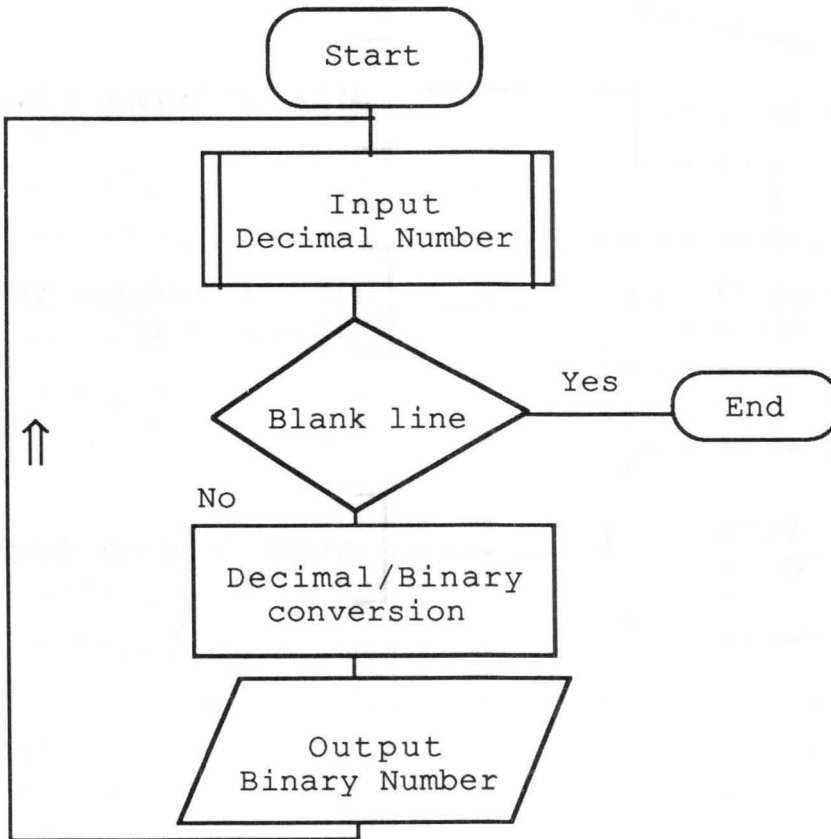 Start
Input
Decimal Number
Blank line
Yes
End
No
Decimal/Binary
conversion
Output
Binary Number